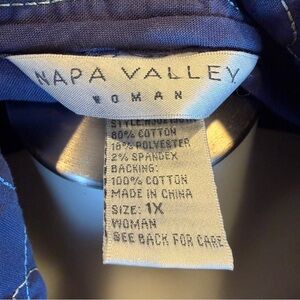 NAPA VALLEY
WOMAN
80% COTTON
18% POLYESTER
2% SPANDEX
BACKING:
100% COTTON
MADE IN CHINA
SIZE: 1X
WOMAN
SEE BACK FOR CARE